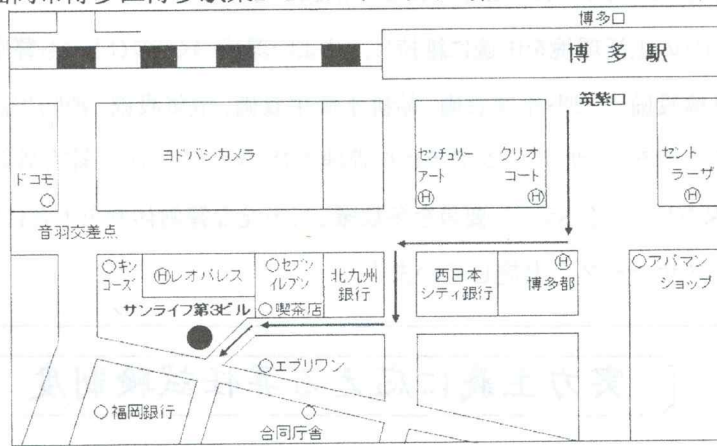 博多口
博多駅
筑紫口
ヨドバシカメラ
センチュリー
アート
Ⓗ
クリオ
コート
Ⓗ
セント
ラーザ
Ⓗ
ドコモ
音羽交差点
キン
コーズ
Ⓗレオパレス
セブン
イレブン
北九州
銀行
西日本
シティ銀行
Ⓗ
博多都
アパマン
ショップ
サンライフ第3ビル
喫茶店
エブリワン
福岡銀行
合同庁舎